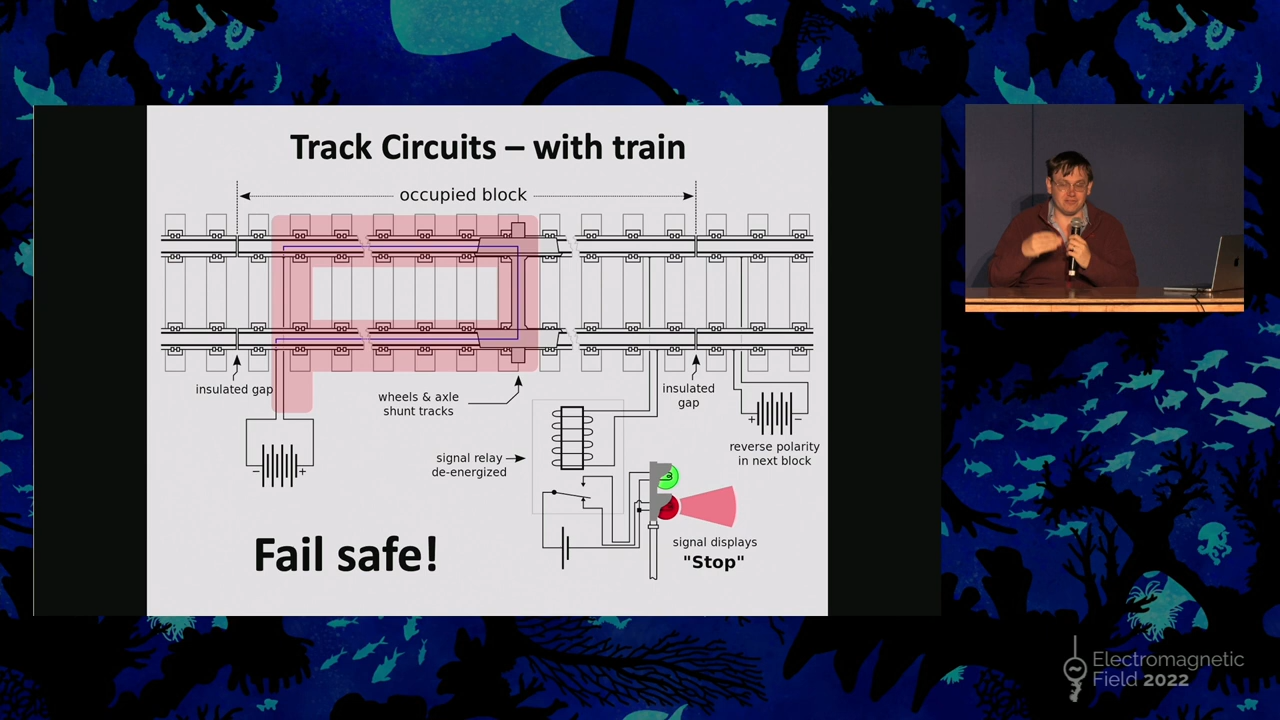 Track Circuits – with train
occupied block
insulated gap
wheels & axle
shunt tracks
insulated
gap
signal relay
de-energized
− +
+ −
reverse polarity
in next block
signal displays
"Stop"
Fail safe!
Electromagnetic
Field 2022